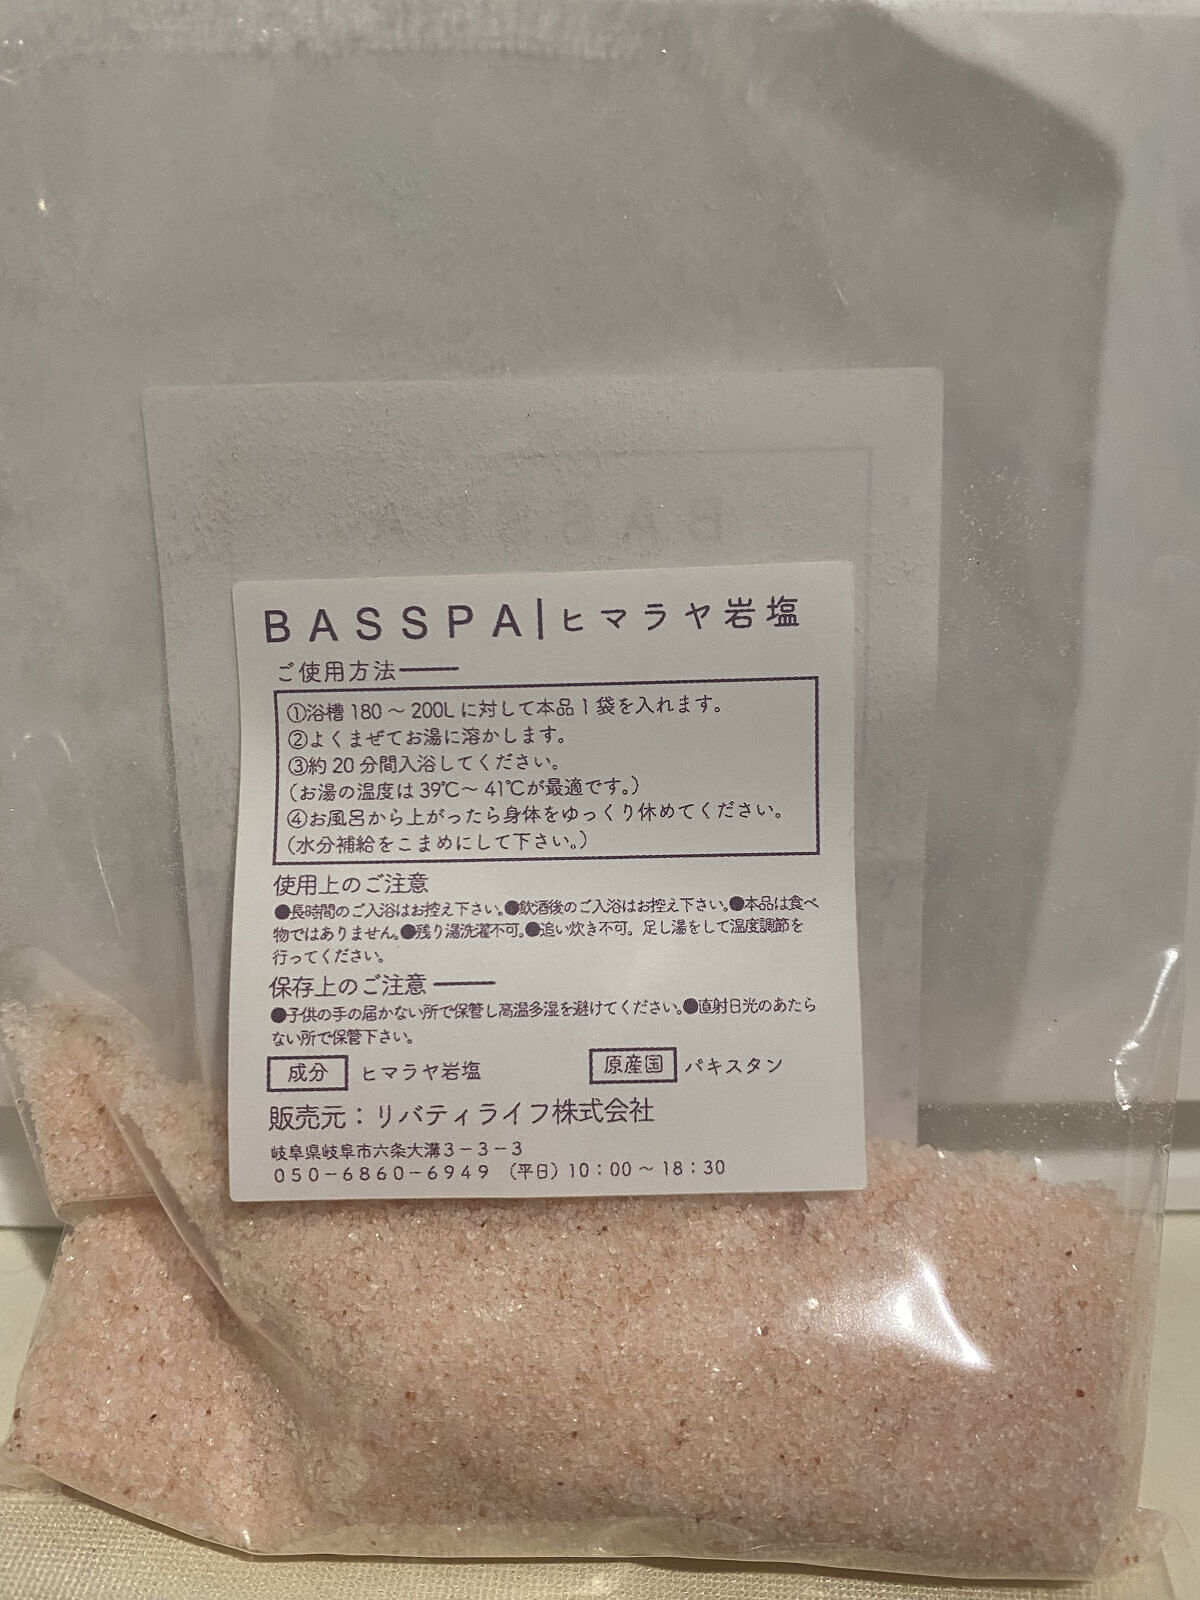 BASSPA|ヒマラヤ岩塩
ご使用方法
①浴槽 180 ～ 200L に対して本品 1 袋を入れます。
②よくまぜてお湯に溶かします。
③約 20 分間入浴してください。
（お湯の温度は 39℃～ 41℃が最適です。）
④お風呂から上がったら身体をゆっくり休めてください。
（水分補給をこまめにして下さい。）
使用上のご注意
●長時間のご入浴はお控え下さい。●飲酒後のご入浴はお控え下さい。●本品は食べ
物ではありません。●残り湯洗濯不可。●追い炊き不可。足し湯をして温度調節を
行ってください。
保存上のご注意
●子供の手の届かない所で保管し高温多湿を避けてください。●直射日光のあたら
ない所で保管下さい。
成分 ヒマラヤ岩塩 原産国 パキスタン
販売元：リバティライフ株式会社
岐阜県岐阜市六条大溝３－３－３
０５０－６８６０－６９４９ （平日）１０：００～１８：３０